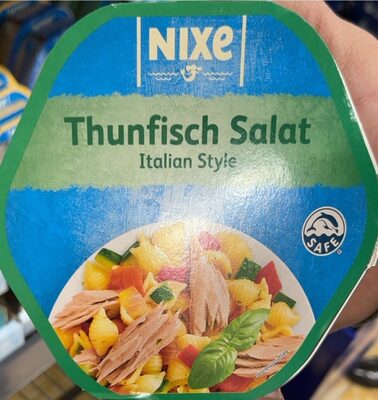 NIXe
Thunfisch Salat
Italian Style
SAFE